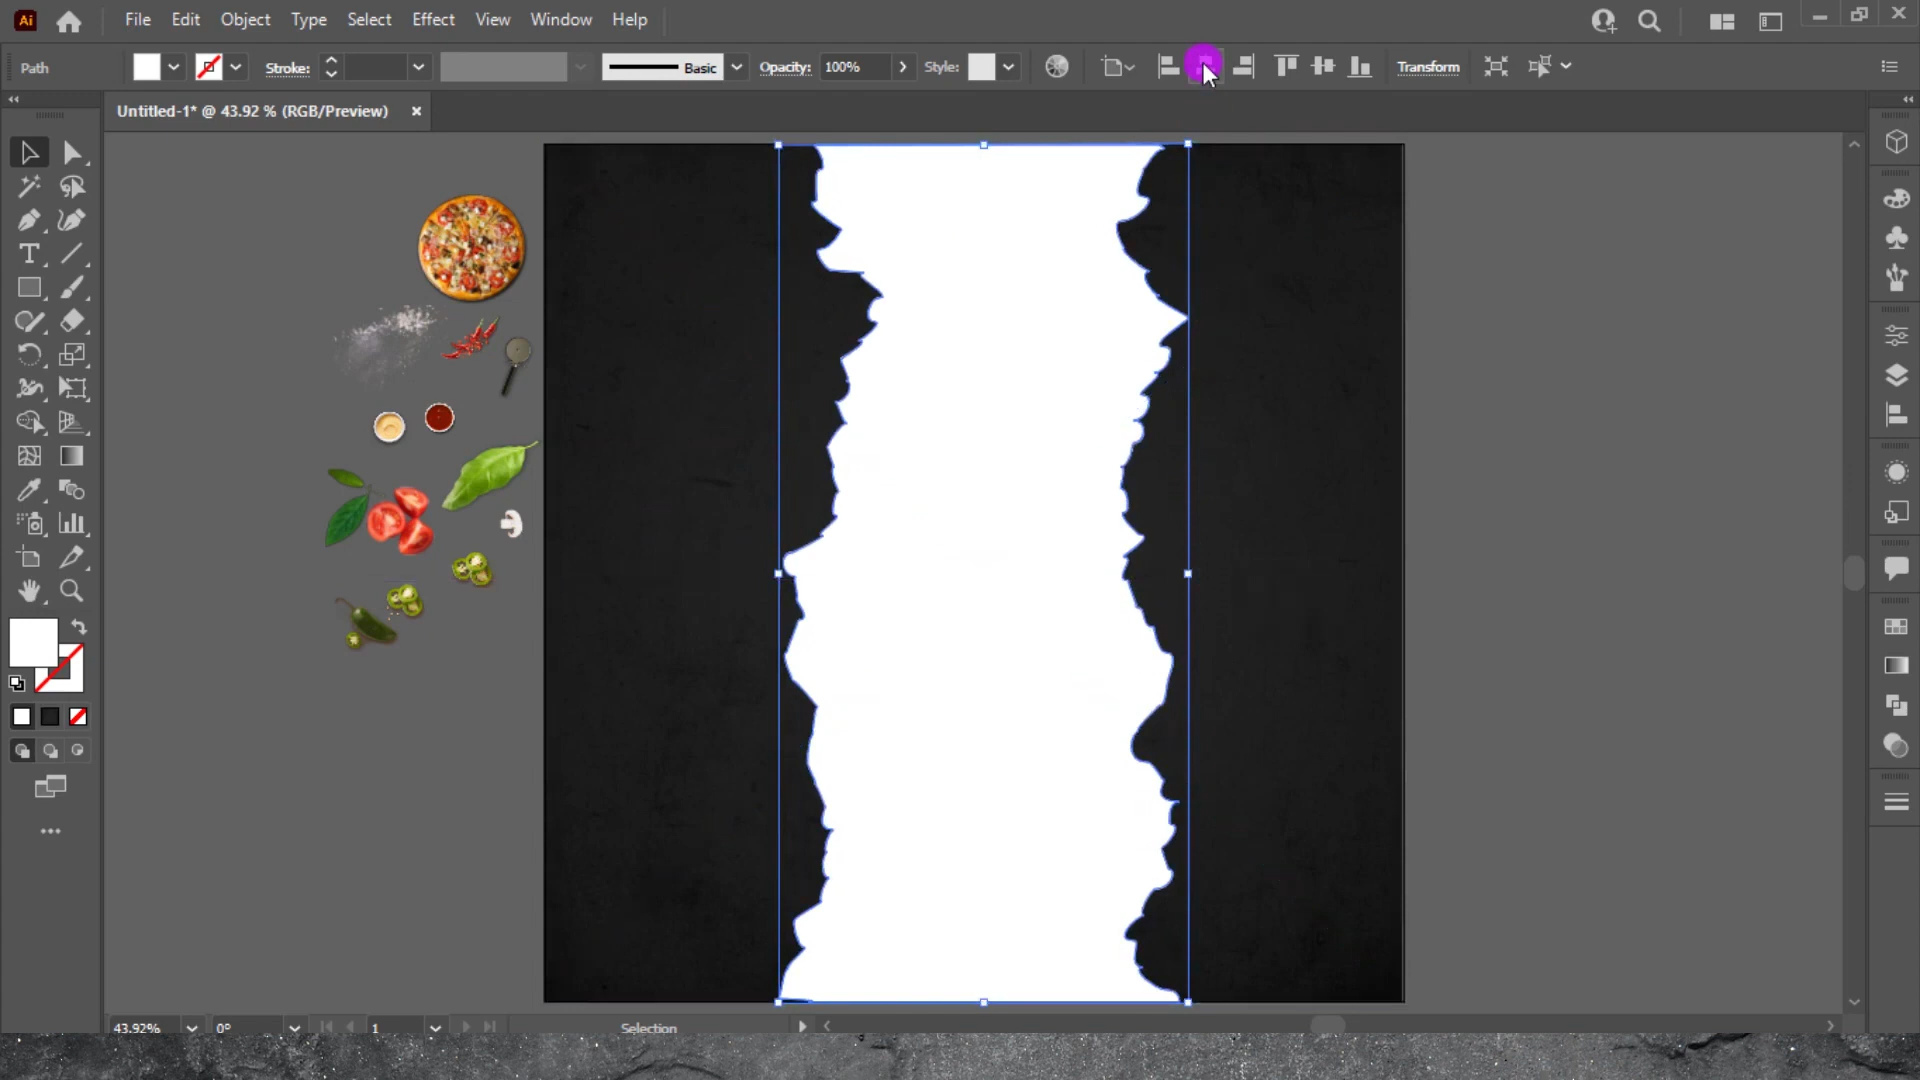 Ai File Edit Object Type Select Effect View Window Help
Path Stroke: Basic Opacity: 100% Style: Transform
Untitled-1* @ 43.92 % (RGB/Preview) ×
43.92% 0° 1 Selection